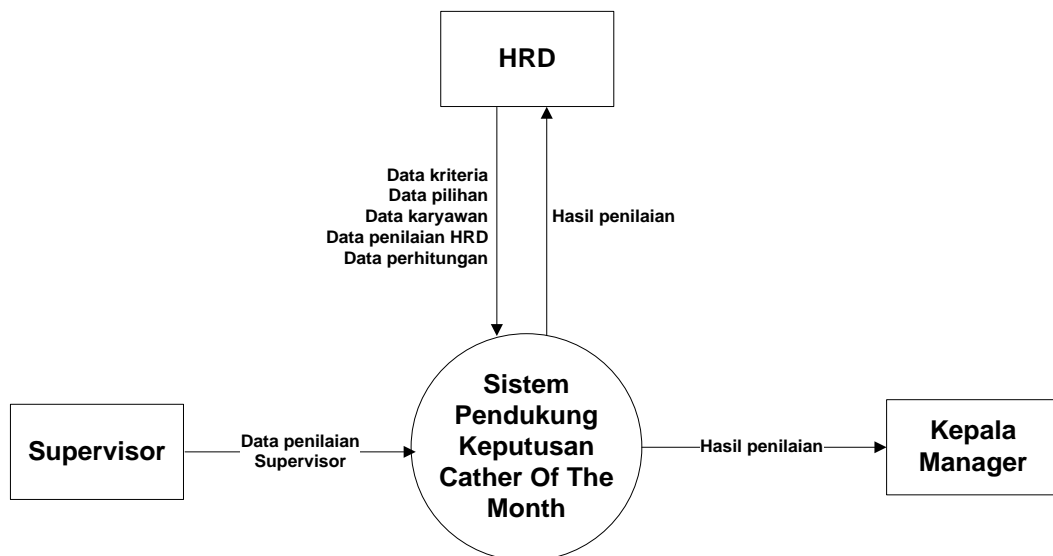 HRD
Data kriteria
Data pilihan
Data karyawan
Data penilaian HRD
Data perhitungan
Hasil penilaian
Supervisor
Data penilaian
Supervisor
Sistem
Pendukung
Keputusan
Cather Of The
Month
Hasil penilaian
Kepala
Manager